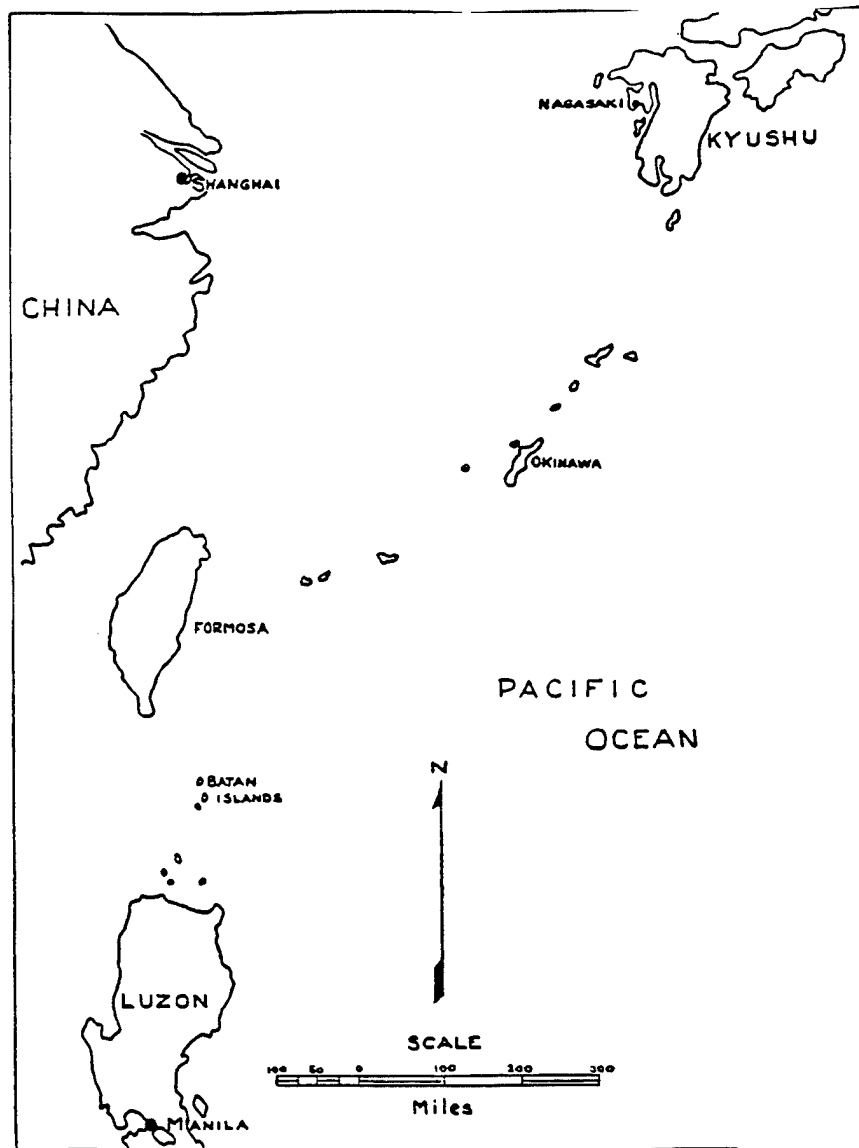 NAGASAKI
KYUSHU
SHANGHAI
CHINA
OKINAWA
FORMOSA
PACIFIC
OCEAN
N
BATAN
ISLANDS
LUZON
SCALE
100 50 0 100 200 300
Miles
MANILA